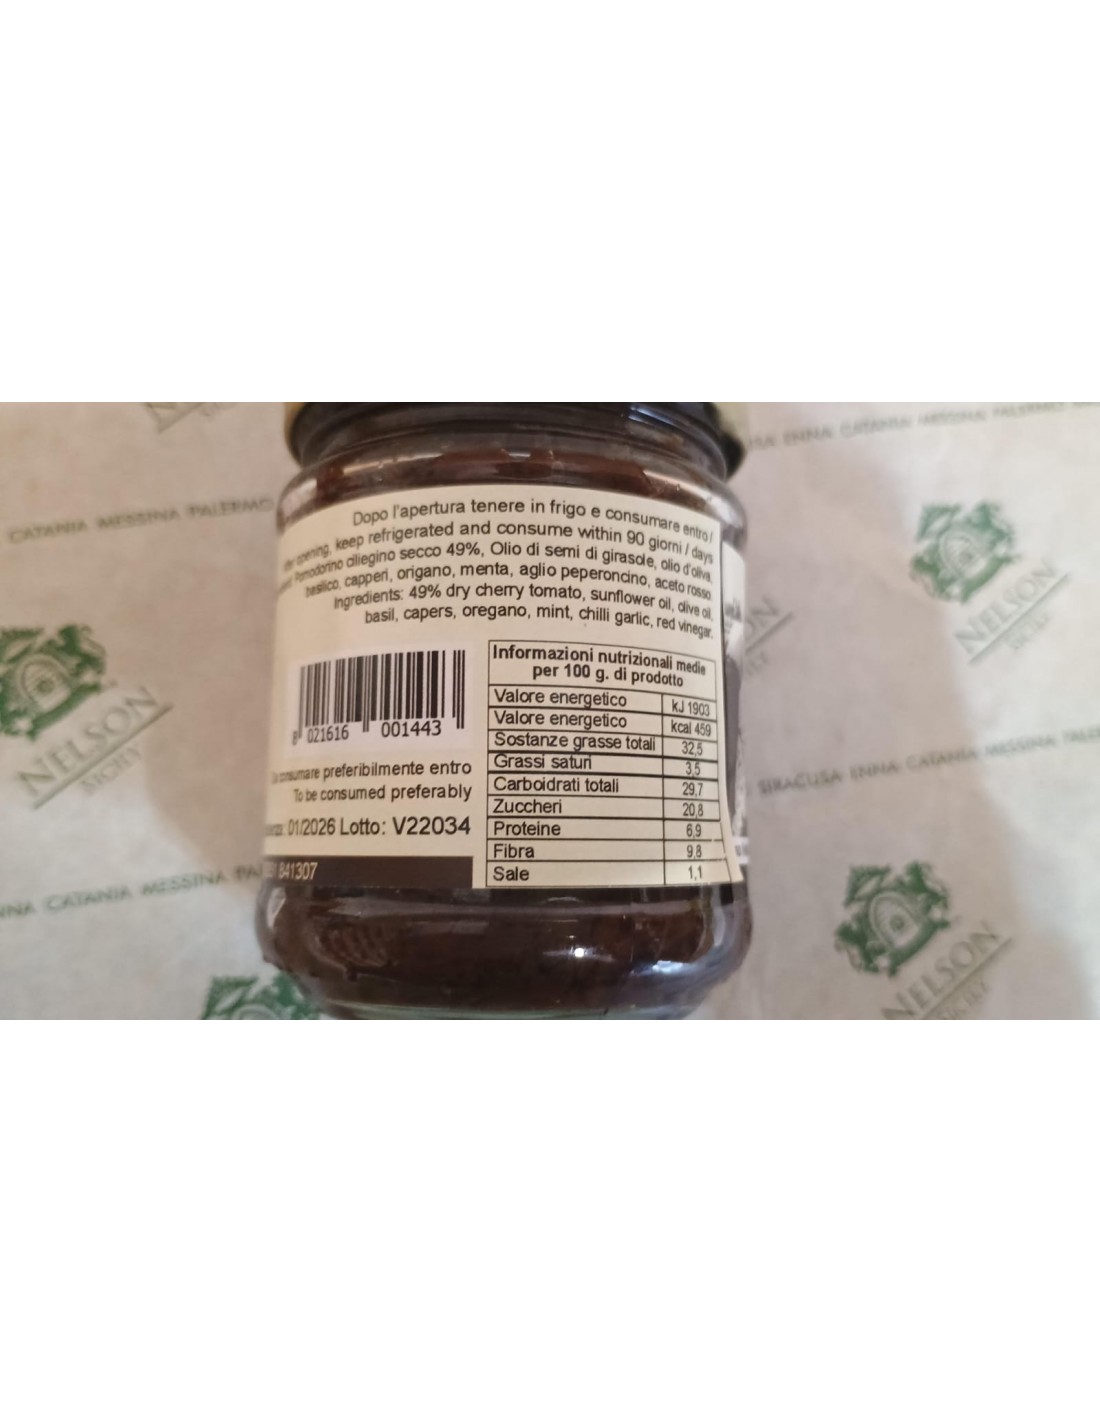 Dopo l'apertura tenere in frigo e consumare entro /
opening, keep refrigerated and consume within 90 giorni / days
Pomodorino ciliegino secco 49%, Olio di semi di girasole, olio d'oliva,
basilico, capperi, origano, menta, aglio peperoncino, aceto rosso
Ingredients: 49% dry cherry tomato, sunflower oil, olive oil,
basil, capers, oregano, mint, chilli garlic, red vinegar.
8 021616 001443
consumare preferibilmente entro
To be consumed preferably
01/2026 Lotto: V22034
841307
Informazioni nutrizionali medie
per 100 g. di prodotto
Valore energetico kJ 1903
Valore energetico kcal 459
Sostanze grasse totali 32,5
Grassi saturi 3,5
Carboidrati totali 29,7
Zuccheri 20,8
Proteine 6,9
Fibra 9,8
Sale 1,1
CATANIA MESSINA PALERMO
ENNA CATANIA MESSINA PALERMO
NELSON
SICILY
NELSON
SICILY
SIRACUSA ENNA CATANIA MESSINA
CATANIA MESSINA
NELSON
SICILY